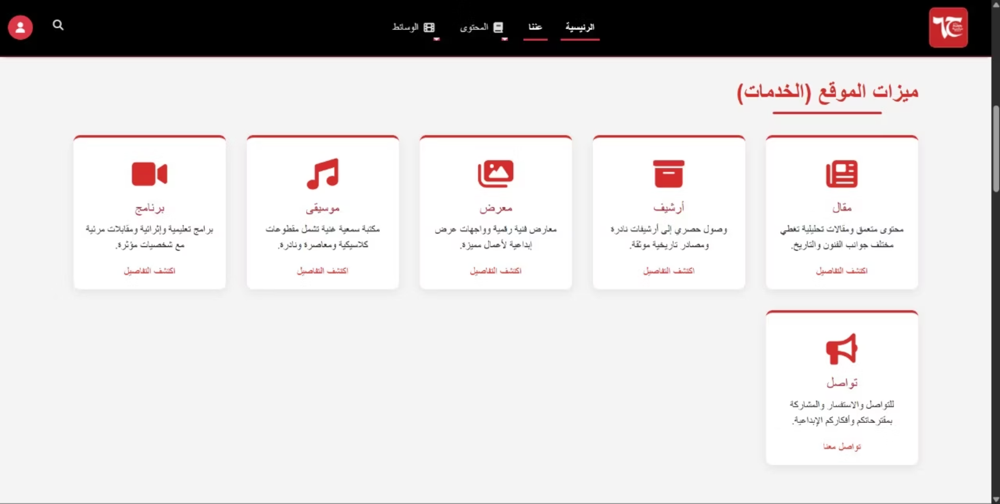 الرئيسية
عننا
المحتوى
الوسائط
ميزات الموقع (الخدمات)
مقال
محتوى متعمق ومقالات تحليلية تغطي
مختلف جوانب الفنون والتاريخ.
اكتشف التفاصيل
أرشيف
وصول حصري إلى أرشيفات نادرة
ومصادر تاريخية موثقة.
اكتشف التفاصيل
معرض
معارض فنية رقمية وواجهات عرض
إبداعية لأعمال مميزة.
اكتشف التفاصيل
موسيقى
مكتبة سمعية غنية تشمل مقطوعات
كلاسيكية ومعاصرة ونادرة.
اكتشف التفاصيل
برنامج
برامج تعليمية وإثرائية ومقابلات مرئية
مع شخصيات مؤثرة.
اكتشف التفاصيل
تواصل
للتواصل والاستفسار والمشاركة
بمقترحاتكم وأفكاركم الإبداعية.
تواصل معنا